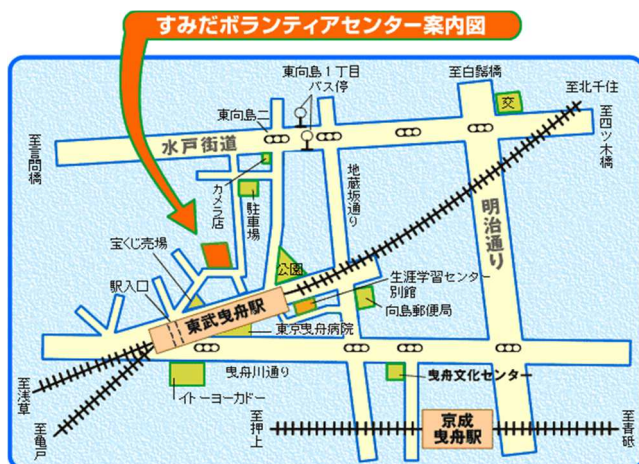 すみだボランティアセンター案内図
東向島1丁目
バス停
至白鬚橋
至北千住
交
東向島二
至言問橋
水戸街道
至四ツ木橋
カメラ店
駐車場
地蔵坂通り
明治通り
宝くじ売場
公園
生涯学習センター
別館
駅入口
東武曳舟駅
向島郵便局
東京曳舟病院
曳舟川通り
至浅草
イトーヨーカドー
曳舟文化センター
至亀戸
至押上
京成
曳舟駅
至青砥